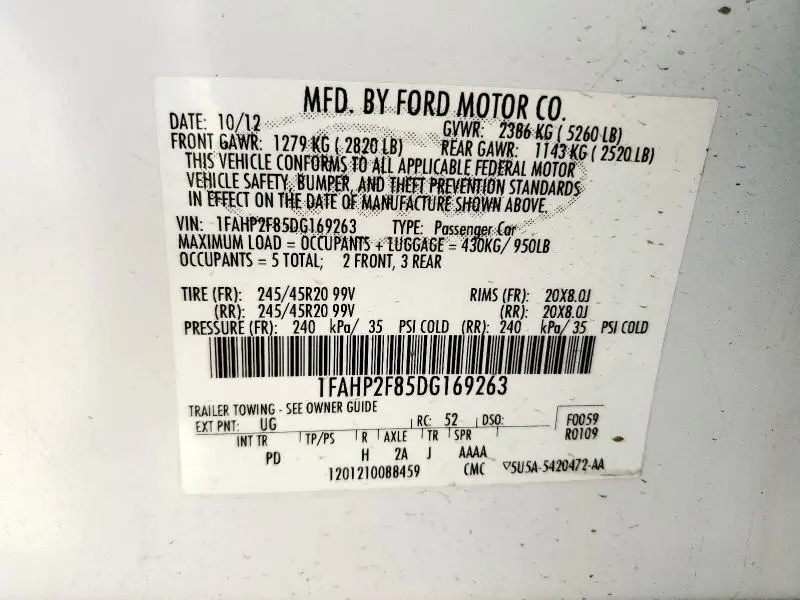 MFD. BY FORD MOTOR CO.
DATE: 10/12 GVWR: 2386 KG ( 5260 LB)
FRONT GAWR: 1279 KG ( 2820 LB) REAR GAWR: 1143 KG ( 2520 LB)
THIS VEHICLE CONFORMS TO ALL APPLICABLE FEDERAL MOTOR
VEHICLE SAFETY, BUMPER, AND THEFT PREVENTION STANDARDS
IN EFFECT ON THE DATE OF MANUFACTURE SHOWN ABOVE.
VIN: 1FAHP2F85DG169263 TYPE: Passenger Car
MAXIMUM LOAD = OCCUPANTS + LUGGAGE = 430KG/ 950LB
OCCUPANTS = 5 TOTAL; 2 FRONT, 3 REAR
TIRE (FR): 245/45R20 99V RIMS (FR): 20X8.0J
(RR): 245/45R20 99V (RR): 20X8.0J
PRESSURE (FR): 240 kPa/ 35 PSI COLD (RR): 240 kPa/ 35 PSI COLD
1FAHP2F85DG169263
TRAILER TOWING - SEE OWNER GUIDE
EXT PNT: UG RC: 52 DSO: F0059
INT TR TP/PS R AXLE TR SPR R0109
PD H 2A J AAAA
1201210088459 CMC ▽5U5A-5420472-AA